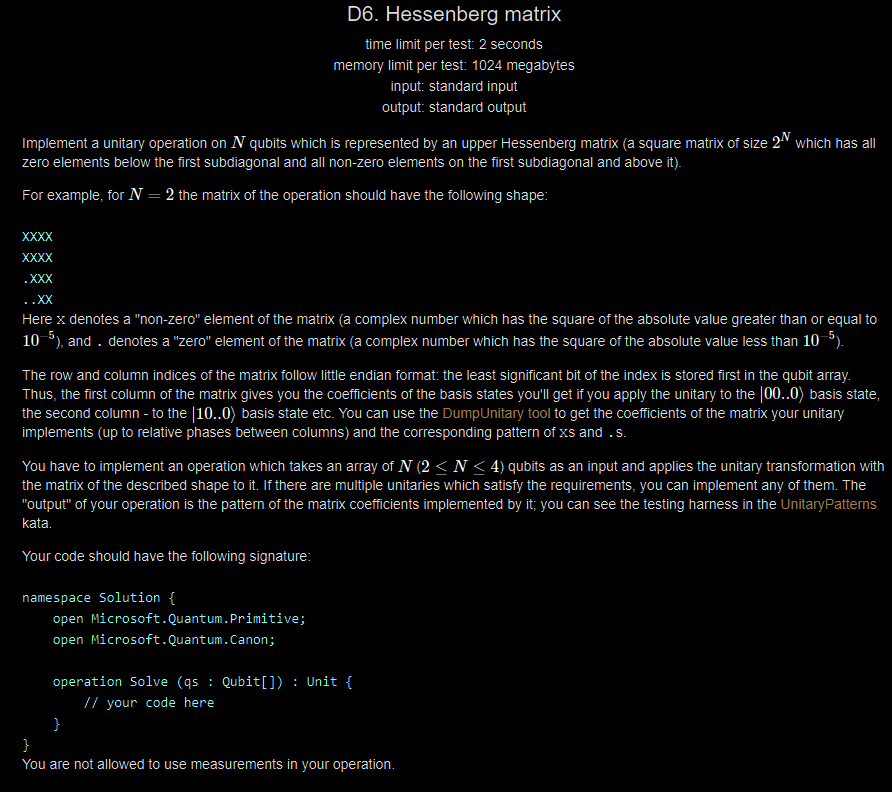 D6. Hessenberg matrix
time limit per test: 2 seconds
memory limit per test: 1024 megabytes
input: standard input
output: standard output
Implement a unitary operation on N qubits which is represented by an upper Hessenberg matrix (a square matrix of size 2^N which has all
zero elements below the first subdiagonal and all non-zero elements on the first subdiagonal and above it).
For example, for N = 2 the matrix of the operation should have the following shape:
XXXX
XXXX
.XXX
..XX
Here X denotes a "non-zero" element of the matrix (a complex number which has the square of the absolute value greater than or equal to
10^-5), and . denotes a "zero" element of the matrix (a complex number which has the square of the absolute value less than 10^-5).
The row and column indices of the matrix follow little endian format: the least significant bit of the index is stored first in the qubit array.
Thus, the first column of the matrix gives you the coefficients of the basis states you'll get if you apply the unitary to the |00..0⟩ basis state,
the second column - to the |10..0⟩ basis state etc. You can use the DumpUnitary tool to get the coefficients of the matrix your unitary
implements (up to relative phases between columns) and the corresponding pattern of Xs and .s.
You have to implement an operation which takes an array of N (2 ≤ N ≤ 4) qubits as an input and applies the unitary transformation with
the matrix of the described shape to it. If there are multiple unitaries which satisfy the requirements, you can implement any of them. The
"output" of your operation is the pattern of the matrix coefficients implemented by it; you can see the testing harness in the UnitaryPatterns
kata.
Your code should have the following signature:
namespace Solution {
    open Microsoft.Quantum.Primitive;
    open Microsoft.Quantum.Canon;
    operation Solve (qs : Qubit[]) : Unit {
        // your code here
    }
}
You are not allowed to use measurements in your operation.